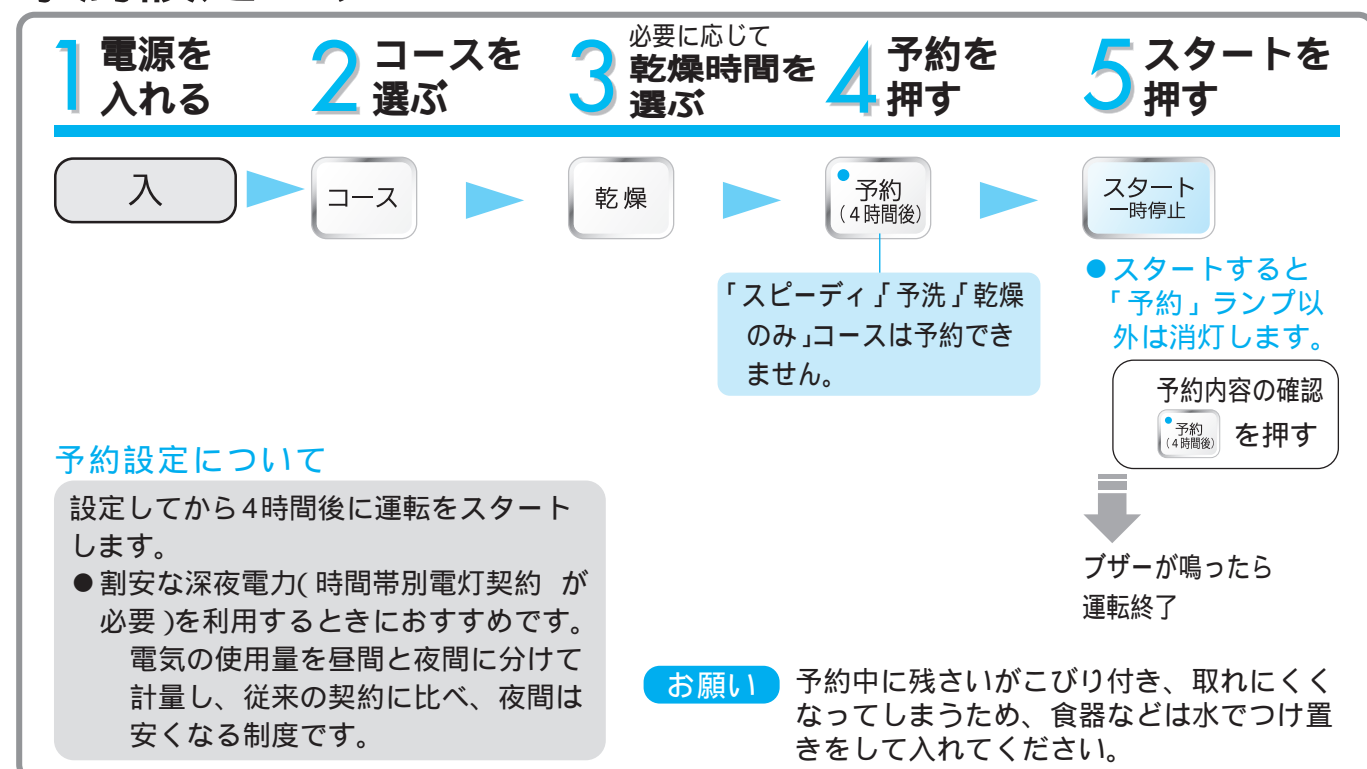 1 電源を
入れる
2 コースを
選ぶ
3 必要に応じて
乾燥時間を
選ぶ
4 予約を
押す
5 スタートを
押す
入
コース
乾燥
予約
(4時間後)
スタート
一時停止
「スピーディ」「予洗」「乾燥
のみ」コースは予約でき
ません。
●スタートすると
「予約」ランプ以
外は消灯します。
予約内容の確認
予約
(4時間後)
を押す
ブザーが鳴ったら
運転終了
予約設定について
設定してから4時間後に運転をスタート
します。
●割安な深夜電力(時間帯別電灯契約 が
必要)を利用するときにおすすめです。
電気の使用量を昼間と夜間に分けて
計量し、従来の契約に比べ、夜間は
安くなる制度です。
お願い
予約中に残さいがこびり付き、取れにくく
なってしまうため、食器などは水でつけ置
きをして入れてください。